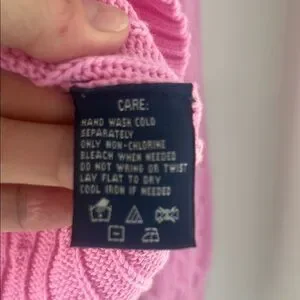 CARE:
HAND WASH COLD
SEPARATELY
ONLY NON-CHLORINE
BLEACH WHEN NEEDED
DO NOT WRING OR TWIST
LAY FLAT TO DRY
COOL IRON IF NEEDED